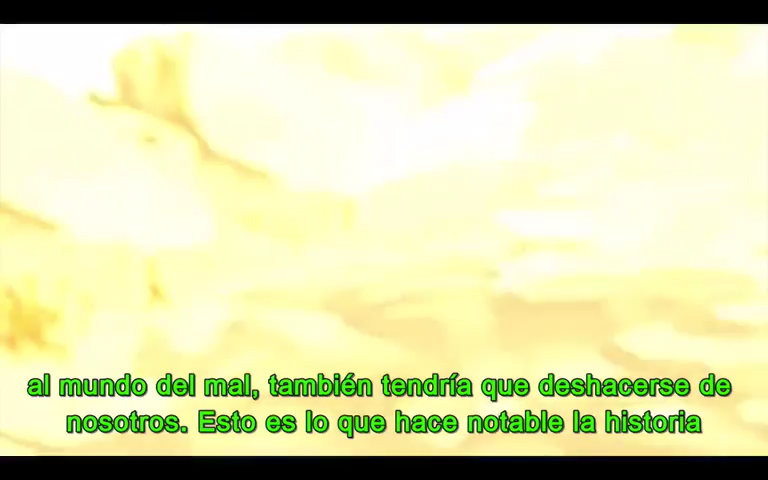 al mundo del mal, también tendría que deshacerse de
nosotros. Esto es lo que hace notable la historia